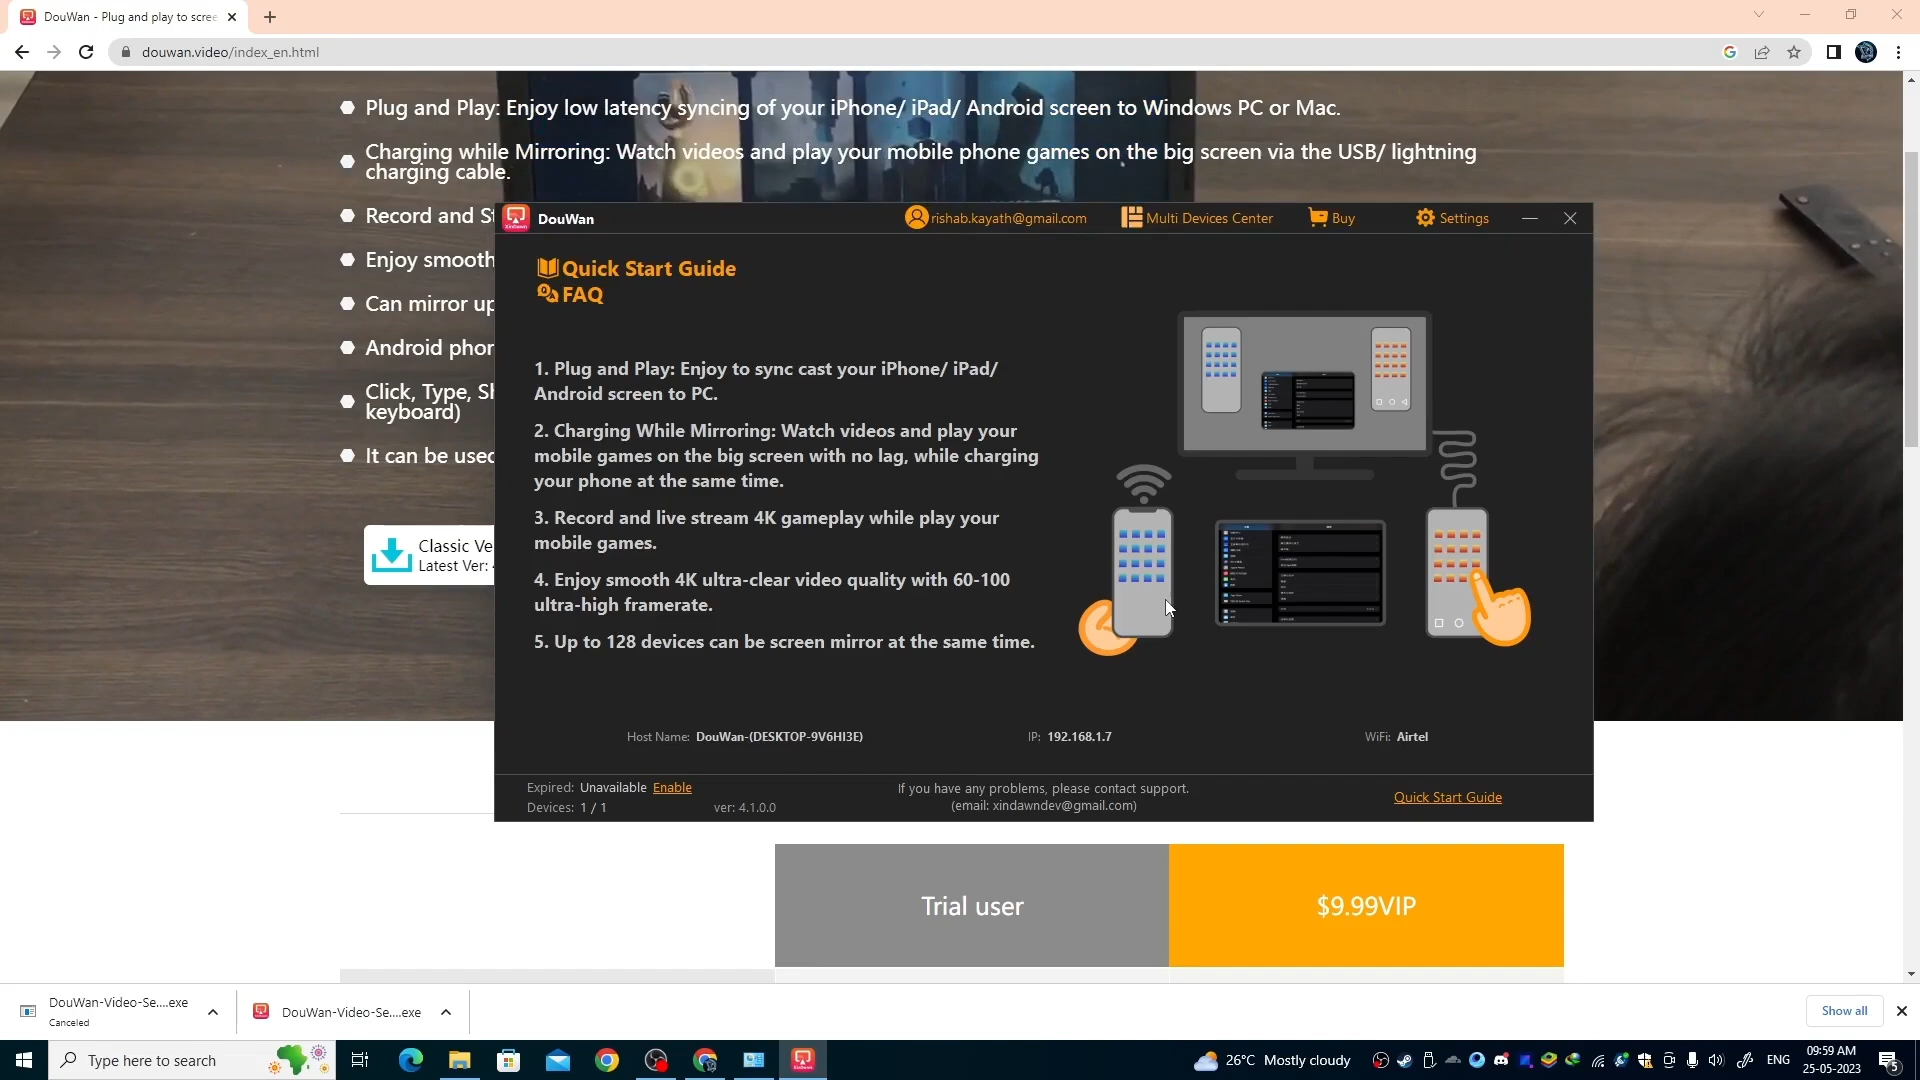 DouWan - Plug and play to scree
douwan.video/index_en.html
Plug and Play: Enjoy low latency syncing of your iPhone/ iPad/ Android screen to Windows PC or Mac.
Charging while Mirroring: Watch videos and play your mobile phone games on the big screen via the USB/ lightning
charging cable.
Record and St
Enjoy smooth
Can mirror up
Android phon
Click, Type, Sh
keyboard)
It can be used
Classic Ve
Latest Ver:
DouWan
rishab.kayath@gmail.com
Multi Devices Center
Buy
Settings
Quick Start Guide
FAQ
1. Plug and Play: Enjoy to sync cast your iPhone/ iPad/
Android screen to PC.
2. Charging While Mirroring: Watch videos and play your
mobile games on the big screen with no lag, while charging
your phone at the same time.
3. Record and live stream 4K gameplay while play your
mobile games.
4. Enjoy smooth 4K ultra-clear video quality with 60-100
ultra-high framerate.
5. Up to 128 devices can be screen mirror at the same time.
Host Name: DouWan-(DESKTOP-9V6HI3E)
IP: 192.168.1.7
WiFi: Airtel
Expired: Unavailable Enable
Devices: 1 / 1
ver: 4.1.0.0
If you have any problems, please contact support.
(email: xindawndev@gmail.com)
Quick Start Guide
Trial user
$9.99VIP
DouWan-Video-Se....exe
Canceled
DouWan-Video-Se....exe
Show all
Type here to search
26°C Mostly cloudy
ENG
09:59 AM
25-05-2023
5